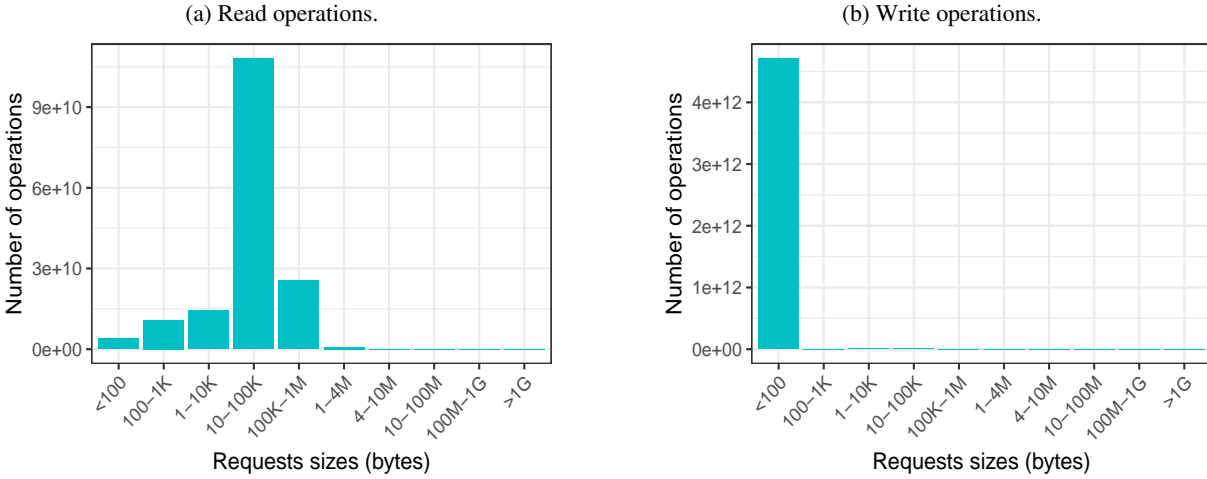 (a) Read operations.
Number of operations
9e+10
6e+10
3e+10
0e+00
<100
100−1K
1−10K
10−100K
100K−1M
1−4M
4−10M
10−100M
100M−1G
>1G
Requests sizes (bytes)
(b) Write operations.
Number of operations
4e+12
3e+12
2e+12
1e+12
0e+00
<100
100−1K
1−10K
10−100K
100K−1M
1−4M
4−10M
10−100M
100M−1G
>1G
Requests sizes (bytes)